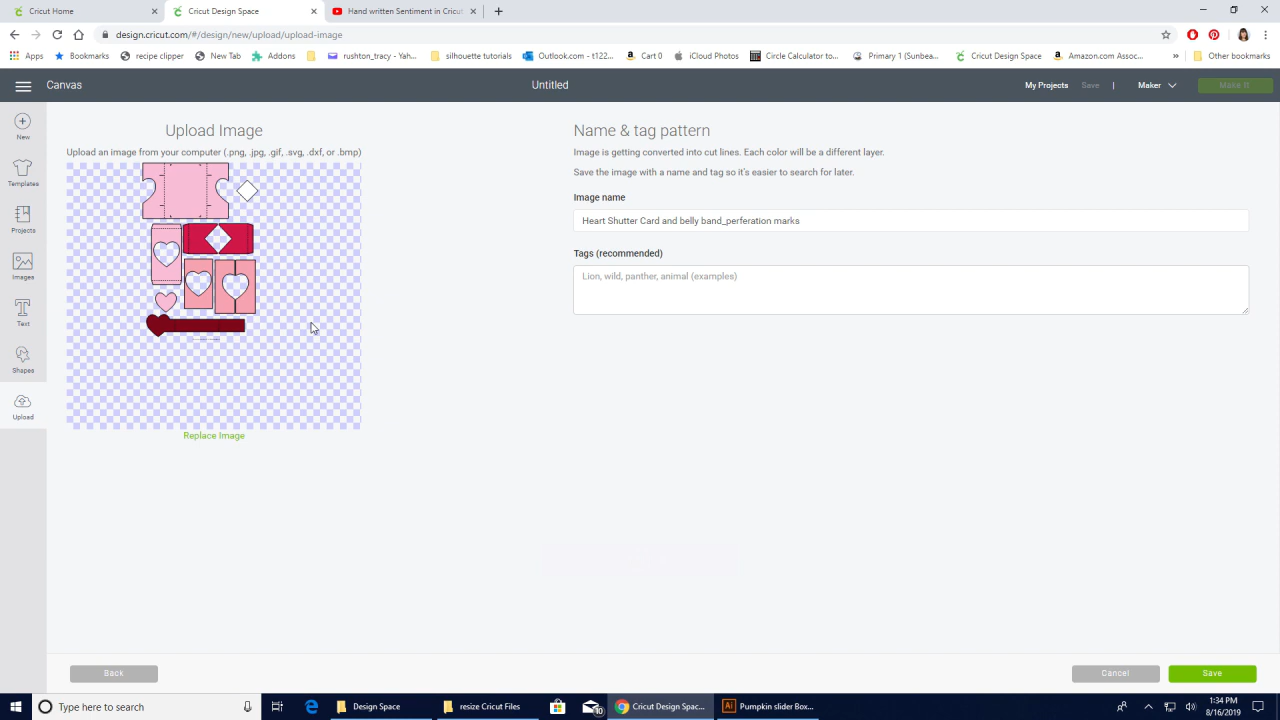 Cricut Home
Cricut Design Space
Hand written Sentiment in Cricut
design.cricut.com/#/design/new/upload/upload-image
Apps
Bookmarks
recipe clipper
New Tab
Addons
rushton_tracy - Yah...
silhouette tutorials
Outlook.com - t122...
Cart 0
iCloud Photos
Circle Calculator to...
Primary 1 (Sunbea...
Cricut Design Space
Amazon.com Assoc...
»
Other bookmarks
Canvas
Untitled
My Projects
Save
|
Maker
Make It
New
Templates
Projects
Images
Text
Shapes
Upload
Upload Image
Upload an image from your computer (.png, .jpg, .gif, .svg, .dxf, or .bmp)
Replace Image
Name & tag pattern
Image is getting converted into cut lines. Each color will be a different layer.
Save the image with a name and tag so it's easier to search for later.
Image name
Heart Shutter Card and belly band_perferation marks
Tags (recommended)
Lion, wild, panther, animal (examples)
Back
Cancel
Save
Type here to search
Design Space
resize Cricut Files
10
Cricut Design Spac...
Pumpkin slider Box...
1:34 PM
8/16/2019